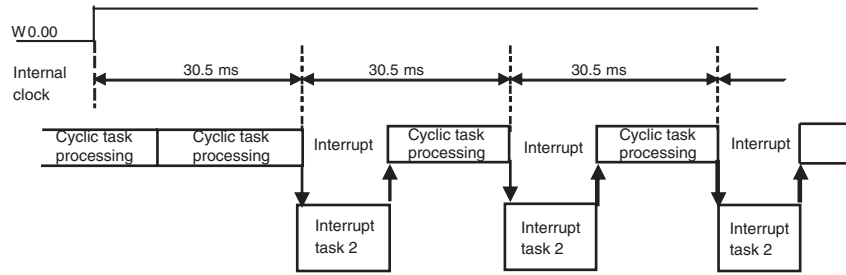 W0.00
Internal
clock
30.5 ms
30.5 ms
30.5 ms
Cyclic task
processing
Cyclic task
processing
Interrupt
Cyclic task
processing
Interrupt
Cyclic task
processing
Interrupt
Interrupt
task 2
Interrupt
task 2
Interrupt
task 2